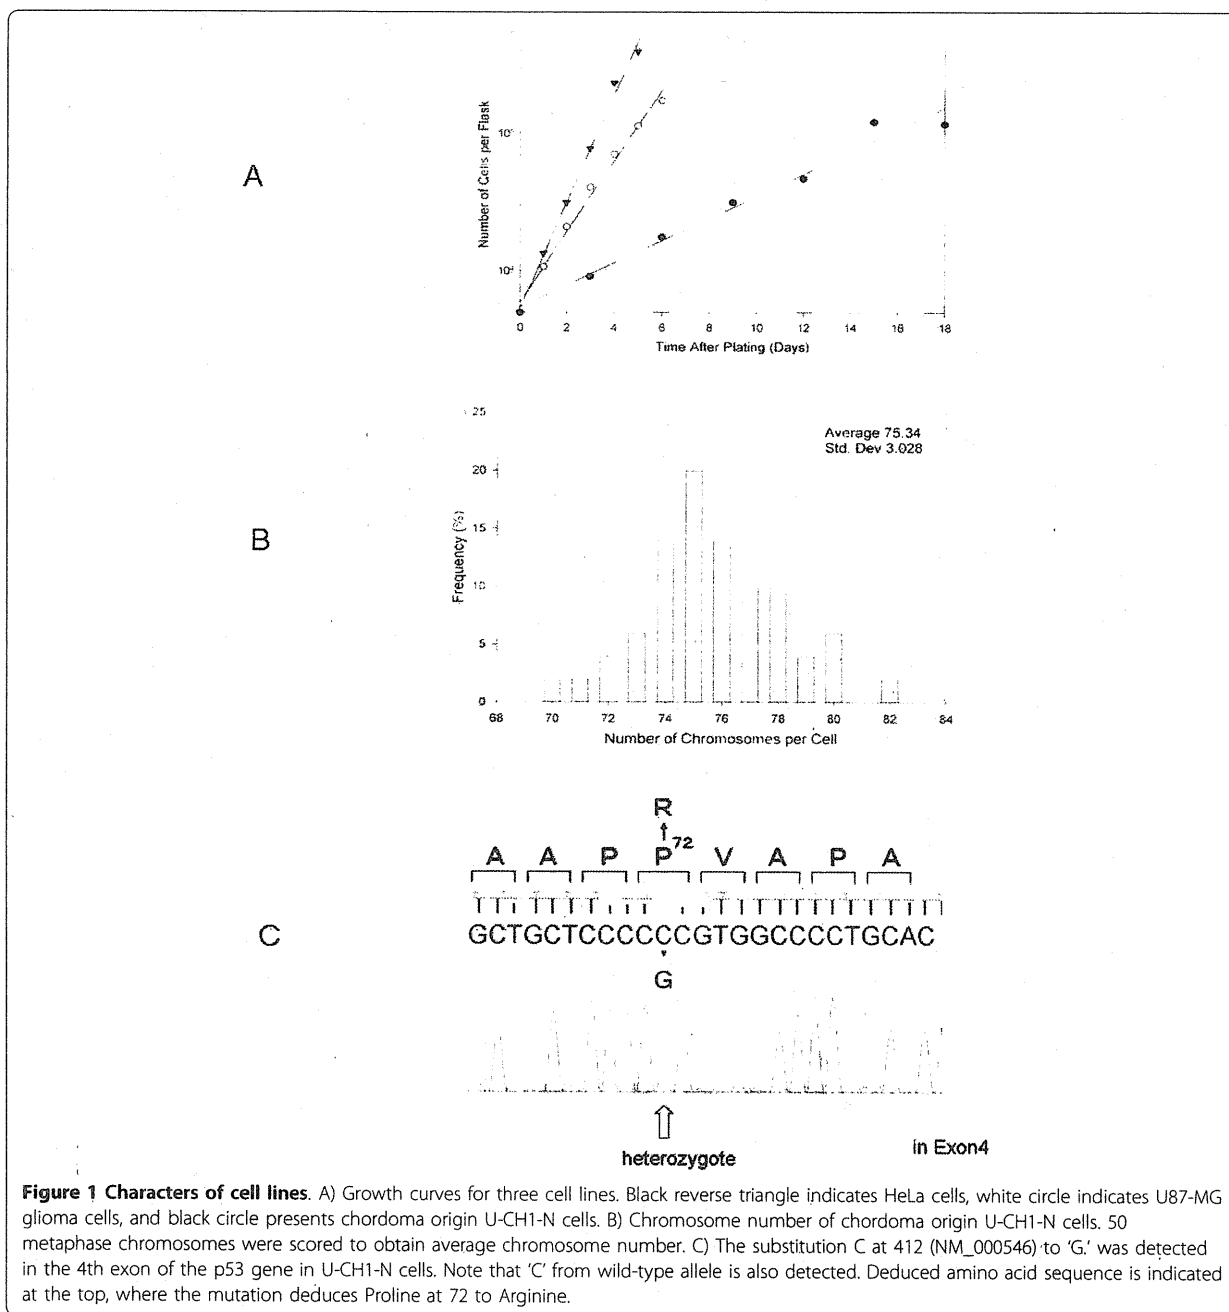 A
Number of Cells per Flask
10⁵
10⁴
0 2 4 6 8 10 12 14 16 18
Time After Plating (Days)
B
Average 75.34
Std. Dev 3.028
Frequency (%)
25
20
15
10
5
0
68 70 72 74 76 78 80 82 84
Number of Chromosomes per Cell
C
R
A A P P⁷² V A P A
GCTGCTCCCCCCGTGGCCCCTGCAC
G
heterozygote
in Exon4
Figure 1 Characters of cell lines. A) Growth curves for three cell lines. Black reverse triangle indicates HeLa cells, white circle indicates U87-MG
glioma cells, and black circle presents chordoma origin U-CH1-N cells. B) Chromosome number of chordoma origin U-CH1-N cells. 50
metaphase chromosomes were scored to obtain average chromosome number. C) The substitution C at 412 (NM_000546) to 'G.' was detected
in the 4th exon of the p53 gene in U-CH1-N cells. Note that 'C' from wild-type allele is also detected. Deduced amino acid sequence is indicated
at the top, where the mutation deduces Proline at 72 to Arginine.